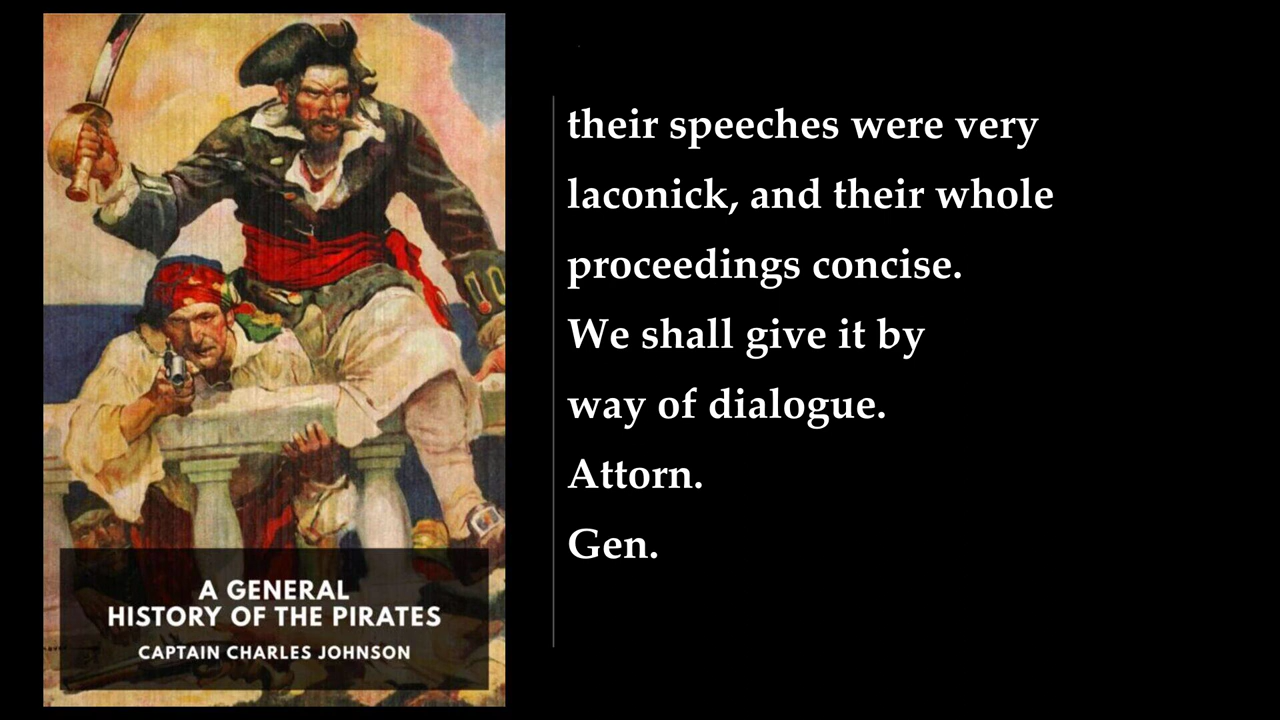 A GENERAL
HISTORY OF THE PIRATES
CAPTAIN CHARLES JOHNSON
their speeches were very
laconick, and their whole
proceedings concise.
We shall give it by
way of dialogue.
Attorn.
Gen.